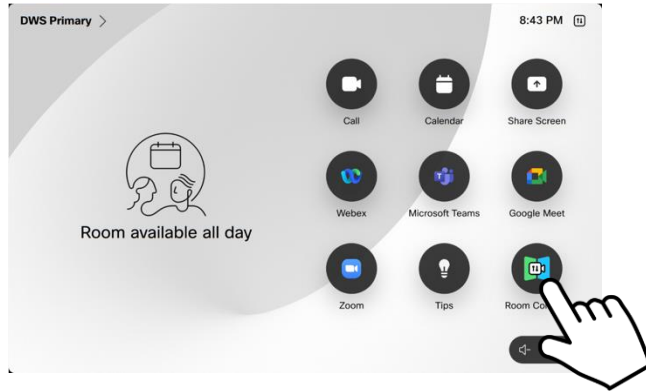 DWS Primary
8:43 PM
Call
Calendar
Share Screen
Webex
Microsoft Teams
Google Meet
Room available all day
Zoom
Tips
Room